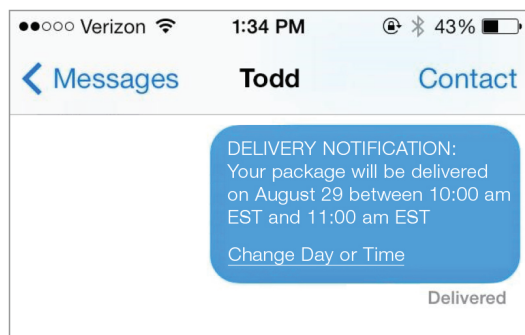 Verizon 1:34 PM 43%
Messages Todd Contact
DELIVERY NOTIFICATION:
Your package will be delivered
on August 29 between 10:00 am
EST and 11:00 am EST
Change Day or Time
Delivered